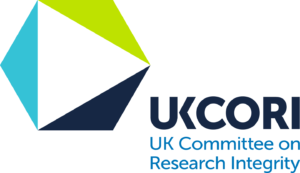 UKCORI
UK Committee on
Research Integrity